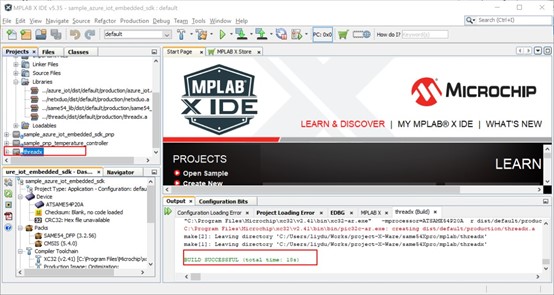 MPLAB X IDE v5.35 - sample_azure_iot_embedded_sdk : default
File Edit View Navigate Source Refactor Production Debug Team Tools Window Help
default
PC: 0x0
How do I?
Projects
Files
Classes
Linker Files
Source Files
Libraries
.../azure_iot/dist/default/production/azure_iot.
.../netxduo/dist/default/production/netxduo.a
.../same54_lib/dist/default/production/same54_li
.../threadx/dist/default/production/threadx.a
Loadables
sample_azure_iot_embedded_sdk_pnp
sample_pnp_temperature_controller
threadx
Start Page
MPLAB X Store
MPLAB
X IDE
MICROCHIP
LEARN & DISCOVER | MY MPLAB® X IDE | WHAT'S NEW
PROJECTS
Open Sample
Create New
LEARN
ure_iot_embedded_sdk - Das...
Navigator
sample_azure_iot_embedded_sdk
Project Type: Application - Configuration: defau
Device
ATSAME54P20A
Checksum: Blank, no code loaded
CRC32: Hex file unavailable
Packs
SAME54_DFP (3.2.56)
CMSIS (5.4.0)
Compiler Toolchain
XC32 (v2.41) [C:\Program Files\Microchip\xc
Production Image: Optimization:
Output
Configuration Bits
Configuration Loading Error
Project Loading Error
EDBG
MPLAB X
threadx (Build)
"C:\Program Files\Microchip\xc32\v2.41\bin\xc32-ar.exe" -mprocessor=ATSAME54P20A r dist/default/produc
C:\Program Files\Microchip\xc32\v2.41\bin\bin\pic32c-ar.exe: creating dist/default/production/threadx.a
make[2]: Leaving directory 'C:/Users/liydu/Works/project-X-Ware/same54Xpro/mplab/threadx'
make[1]: Leaving directory 'C:/Users/liydu/Works/project-X-Ware/same54Xpro/mplab/threadx'
BUILD SUCCESSFUL (total time: 18s)